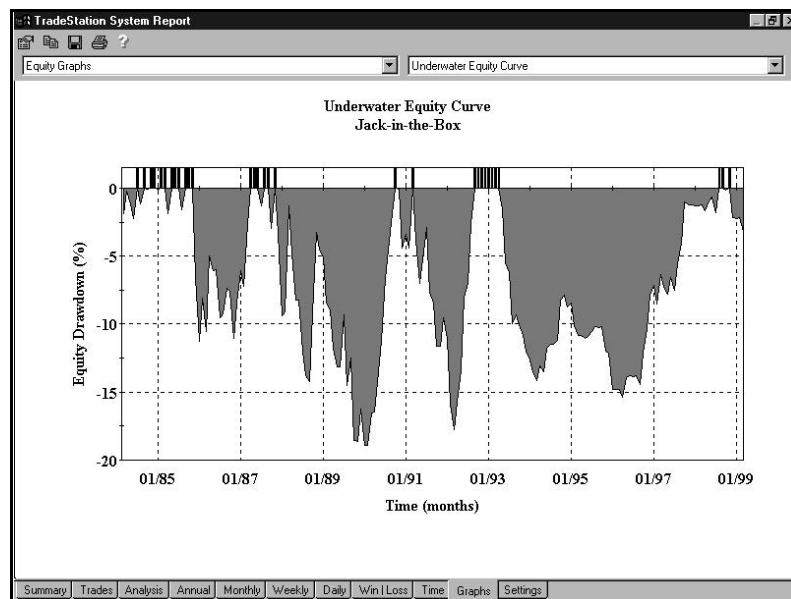 TradeStation System Report
?
Equity Graphs
Underwater Equity Curve
Underwater Equity Curve
Jack-in-the-Box
Equity Drawdown (%)
0
-5
-10
-15
-20
01/85 01/87 01/89 01/91 01/93 01/95 01/97 01/99
Time (months)
Summary Trades Analysis Annual Monthly Weekly Daily Win | Loss Time Graphs Settings